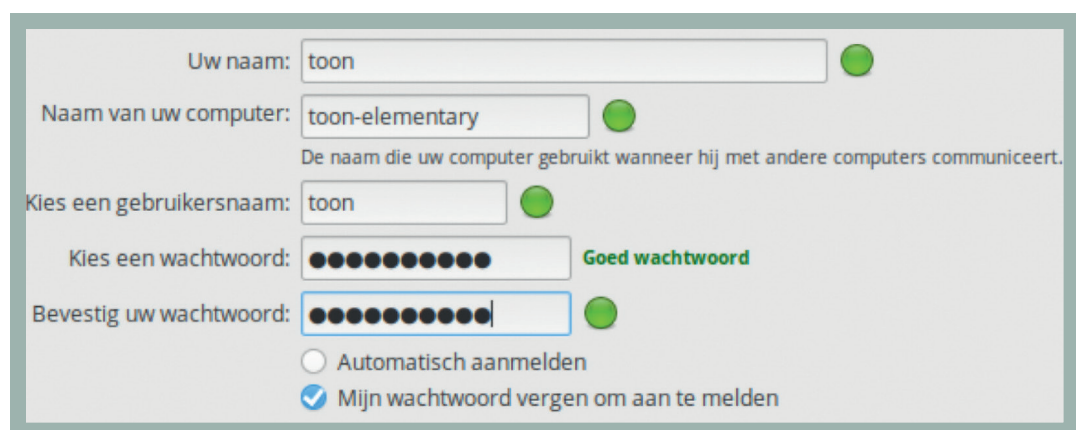 Uw naam: toon
Naam van uw computer: toon-elementary
De naam die uw computer gebruikt wanneer hij met andere computers communiceert.
Kies een gebruikersnaam: toon
Kies een wachtwoord: ●●●●●●●●●● Goed wachtwoord
Bevestig uw wachtwoord: ●●●●●●●●●●
Automatisch aanmelden
Mijn wachtwoord vergen om aan te melden